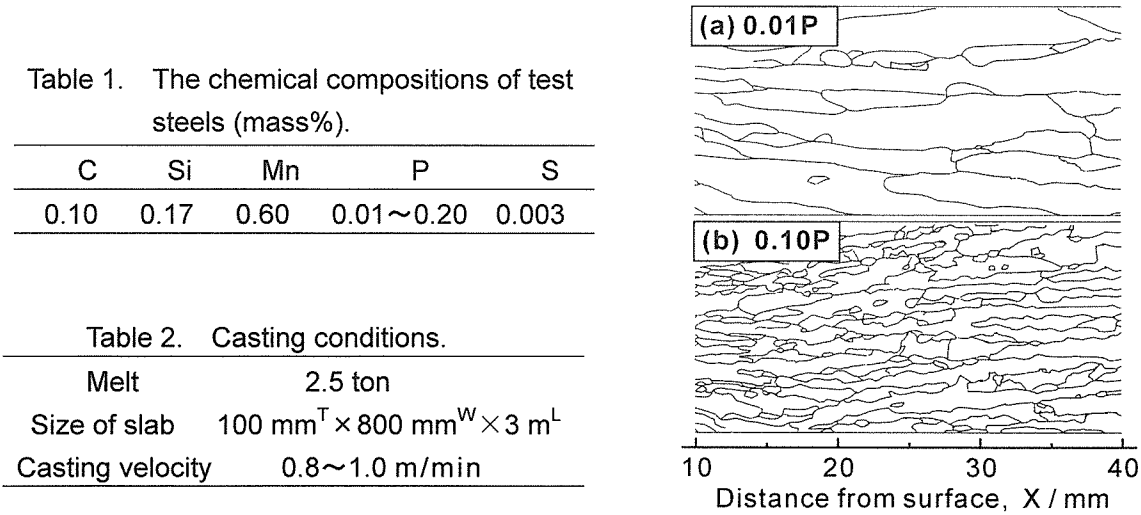 Table 1. The chemical compositions of test
steels (mass%).
C Si Mn P S
0.10 0.17 0.60 0.01～0.20 0.003
Table 2. Casting conditions.
Melt 2.5 ton
Size of slab 100 mmᵀ × 800 mmᵂ × 3 mᴸ
Casting velocity 0.8～1.0 m/min
(a) 0.01P
(b) 0.10P
10 20 30 40
Distance from surface, X / mm